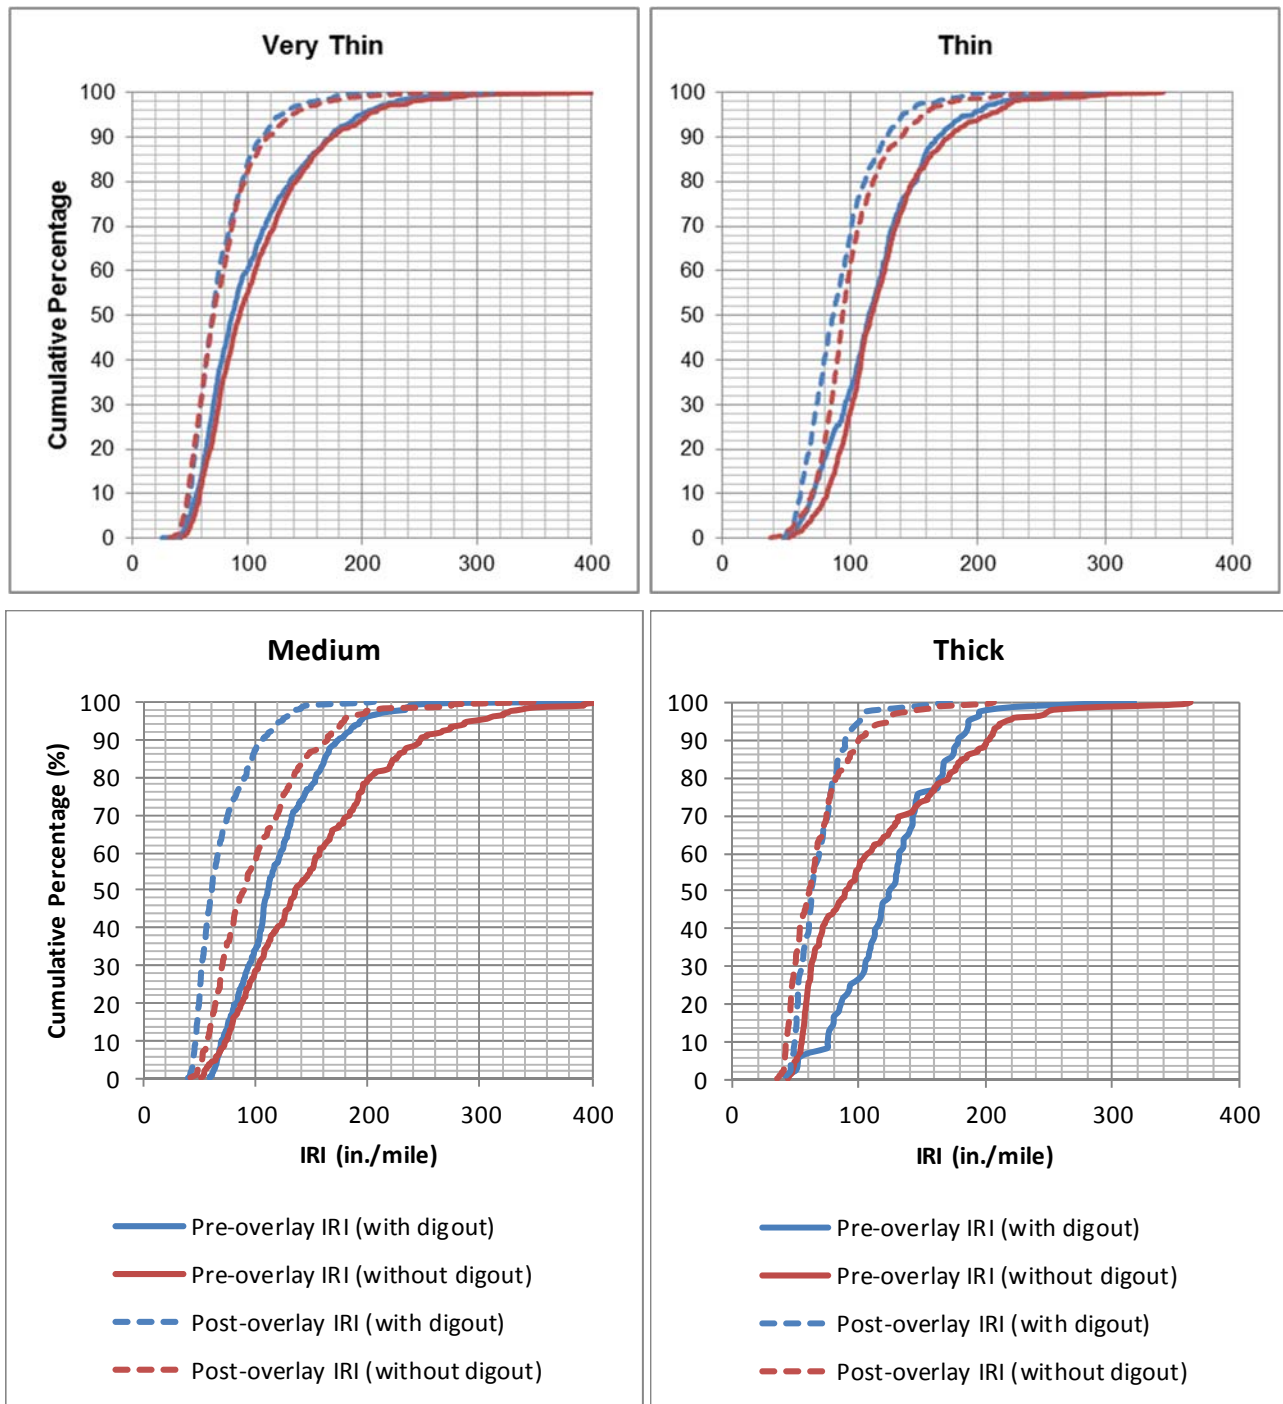 Very Thin
Cumulative Percentage
100
90
80
70
60
50
40
30
20
10
0
0 100 200 300 400
Thin
100
90
80
70
60
50
40
30
20
10
0
0 100 200 300 400
Medium
Cumulative Percentage (%)
100
90
80
70
60
50
40
30
20
10
0
0 100 200 300 400
IRI (in./mile)
Pre-overlay IRI (with digout)
Pre-overlay IRI (without digout)
Post-overlay IRI (with digout)
Post-overlay IRI (without digout)
Thick
100
90
80
70
60
50
40
30
20
10
0
0 100 200 300 400
IRI (in./mile)
Pre-overlay IRI (with digout)
Pre-overlay IRI (without digout)
Post-overlay IRI (with digout)
Post-overlay IRI (without digout)